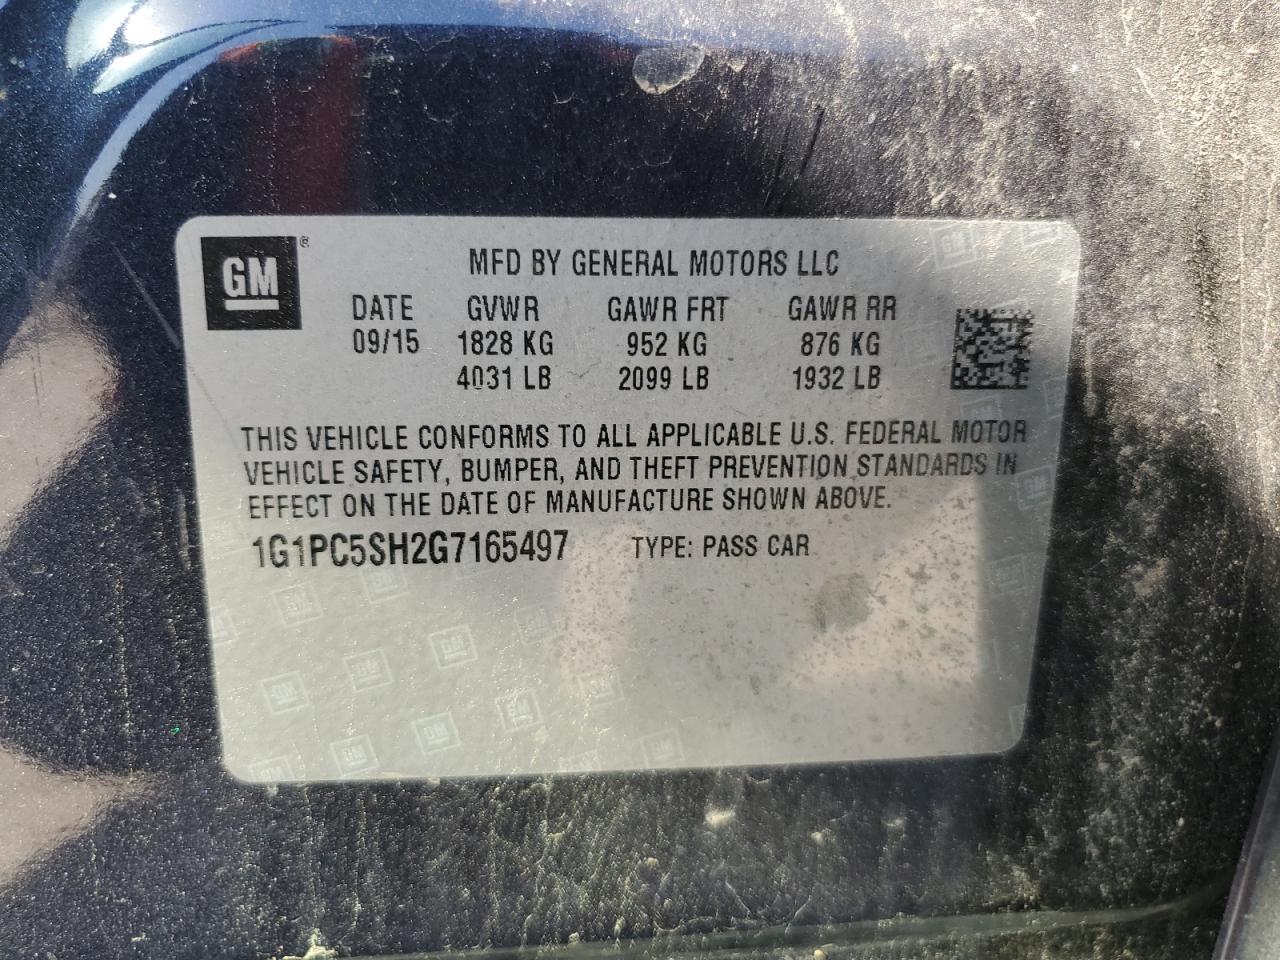 GM ®
MFD BY GENERAL MOTORS LLC
DATE GVWR GAWR FRT GAWR RR
09/15 1828 KG 952 KG 876 KG
4031 LB 2099 LB 1932 LB
THIS VEHICLE CONFORMS TO ALL APPLICABLE U.S. FEDERAL MOTOR
VEHICLE SAFETY, BUMPER, AND THEFT PREVENTION STANDARDS IN
EFFECT ON THE DATE OF MANUFACTURE SHOWN ABOVE.
1G1PC5SH2G7165497 TYPE: PASS CAR